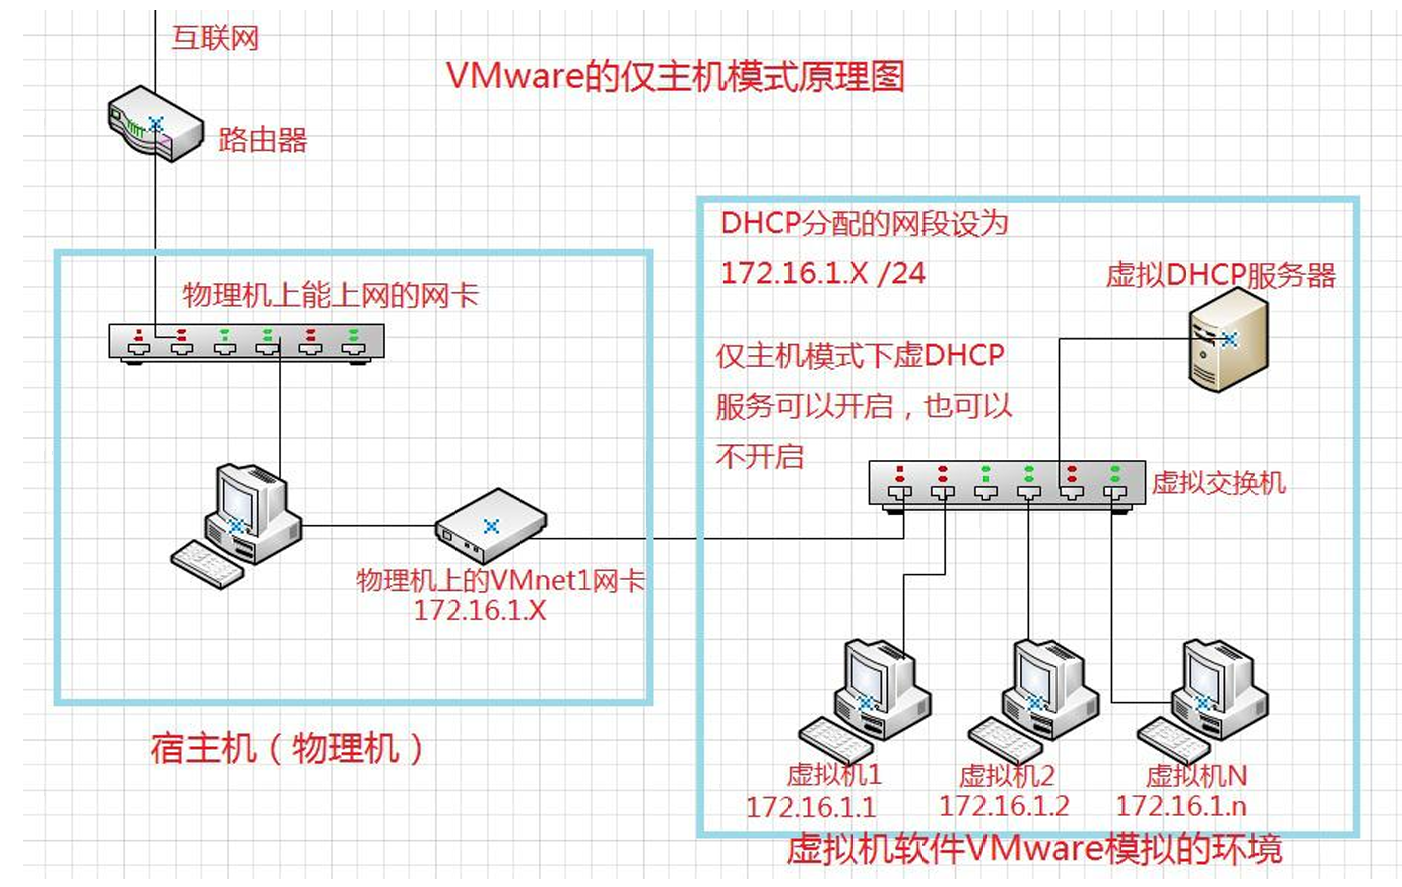 互联网
VMware的仅主机模式原理图
路由器
物理机上能上网的网卡
物理机上的VMnet1网卡
172.16.1.X
宿主机（物理机）
DHCP分配的网段设为
172.16.1.X /24
虚拟DHCP服务器
仅主机模式下虚DHCP
服务可以开启，也可以
不开启
虚拟交换机
虚拟机1
172.16.1.1
虚拟机2
172.16.1.2
虚拟机N
172.16.1.n
虚拟机软件VMware模拟的环境